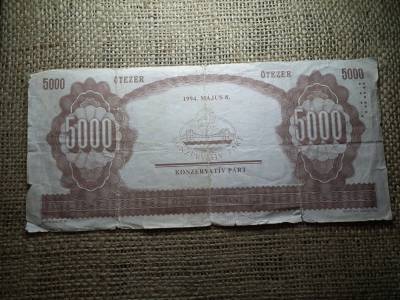 5000 ÖTEZER ÖTEZER 5000
1994. MÁJUS 8.
5000 5000
KONZERVATÍV PÁRT